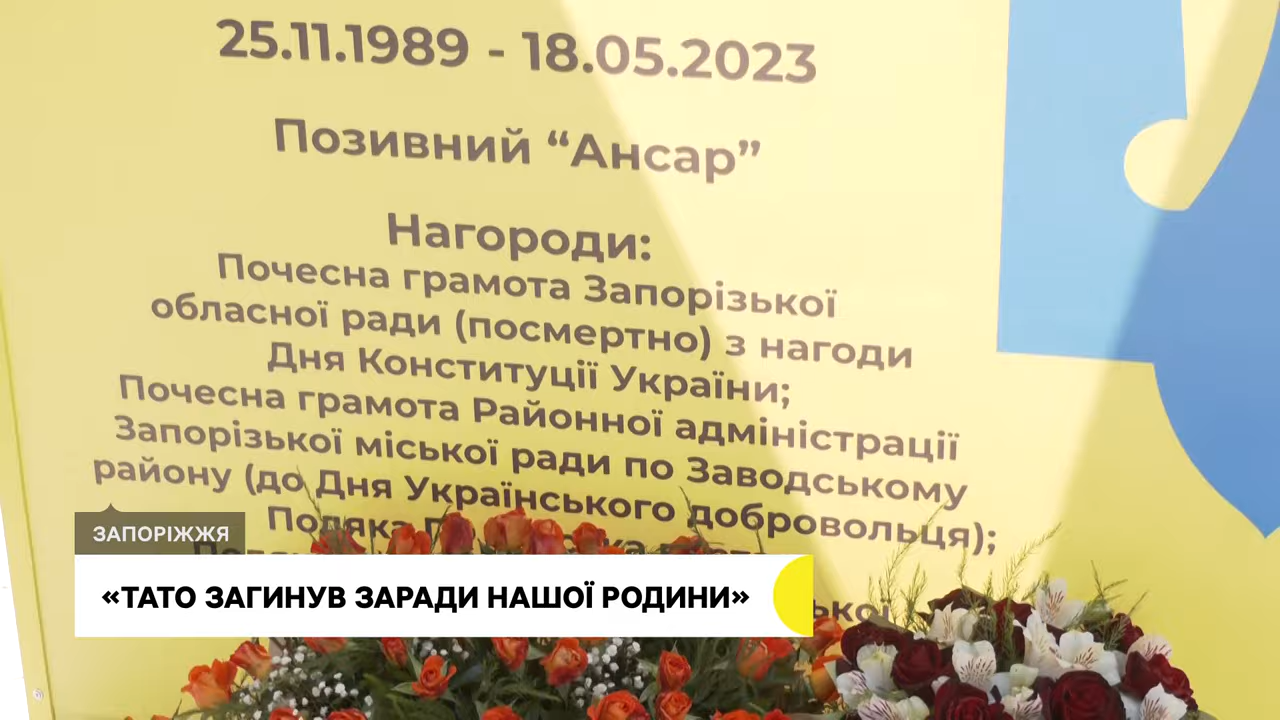 25.11.1989 - 18.05.2023
Позивний “Ансар”
Нагороди:
Почесна грамота Запорізької
обласної ради (посмертно) з нагоди
Дня Конституції України;
Почесна грамота Районної адміністрації
Запорізької міської ради по Заводському
району (до Дня Українського добровольця);
Подяка
ЗАПОРІЖЖЯ
«ТАТО ЗАГИНУВ ЗАРАДИ НАШОЇ РОДИНИ»